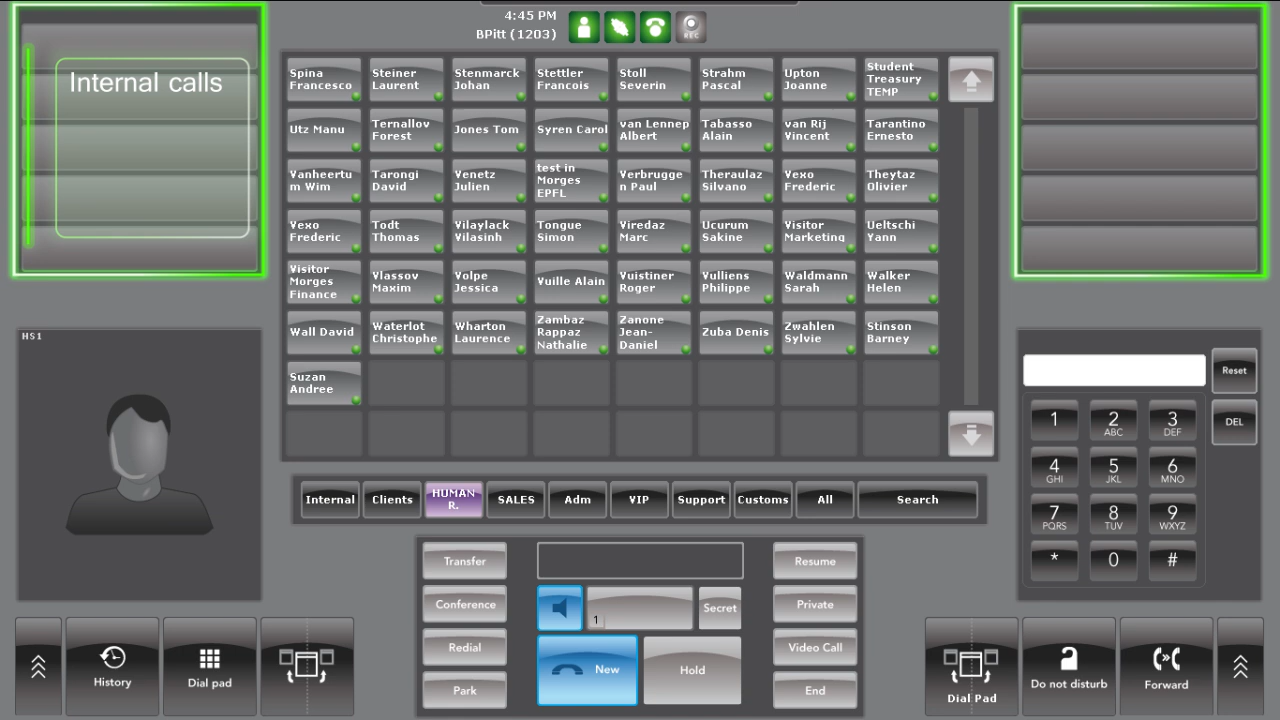 4:45 PM
BPitt (1203)
REC
Internal calls
Spina Francesco
Steiner Laurent
Stenmarck Johan
Stettler Francois
Stoll Severin
Strahm Pascal
Upton Joanne
Student Treasury TEMP
Utz Manu
Ternallov Forest
Jones Tom
Syren Carol
van Lennep Albert
Tabasso Alain
van Rij Vincent
Tarantino Ernesto
Vanheertu m Wim
Tarongi David
Venetz Julien
test in Morges EPFL
Verbrugge n Paul
Theraulaz Silvano
Vexo Frederic
Theytaz Olivier
Vexo Frederic
Todt Thomas
Vilaylack Vilasinh
Tongue Simon
Viredaz Marc
Ucurum Sakine
Visitor Marketing
Ueltschi Yann
Visitor Morges Finance
Vlassov Maxim
Volpe Jessica
Vuille Alain
Vuistiner Roger
Vulliens Philippe
Waldmann Sarah
Walker Helen
Wall David
Waterlot Christophe
Wharton Laurence
Zambaz Rappaz Nathalie
Zanone Jean-Daniel
Zuba Denis
Zwahlen Sylvie
Stinson Barney
Suzan Andree
HS1
Internal
Clients
HUMAN R.
SALES
Adm
VIP
Support
Customs
All
Search
Reset
DEL
1
2 ABC
3 DEF
4 GHI
5 JKL
6 MNO
7 PQRS
8 TUV
9 WXYZ
*
0
#
Transfer
Conference
Redial
Park
1
Secret
New
Hold
Resume
Private
Video Call
End
History
Dial pad
Dial Pad
Do not disturb
Forward